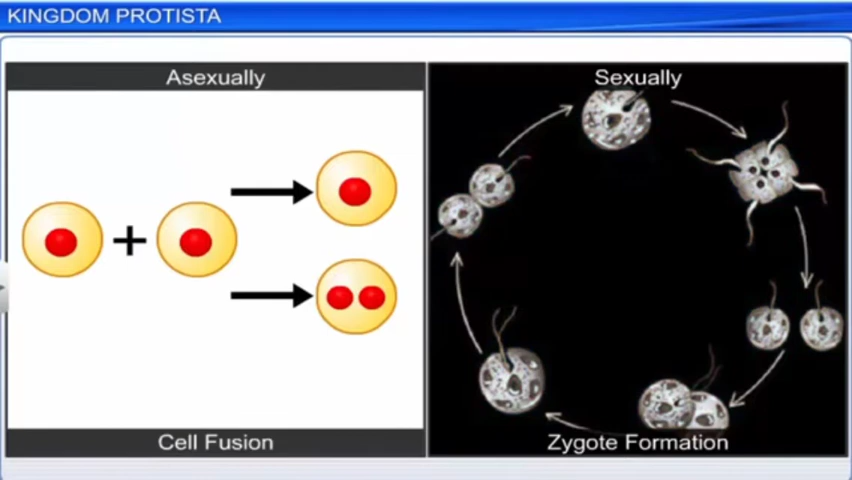 KINGDOM PROTISTA
Asexually
Sexually
Cell Fusion
Zygote Formation